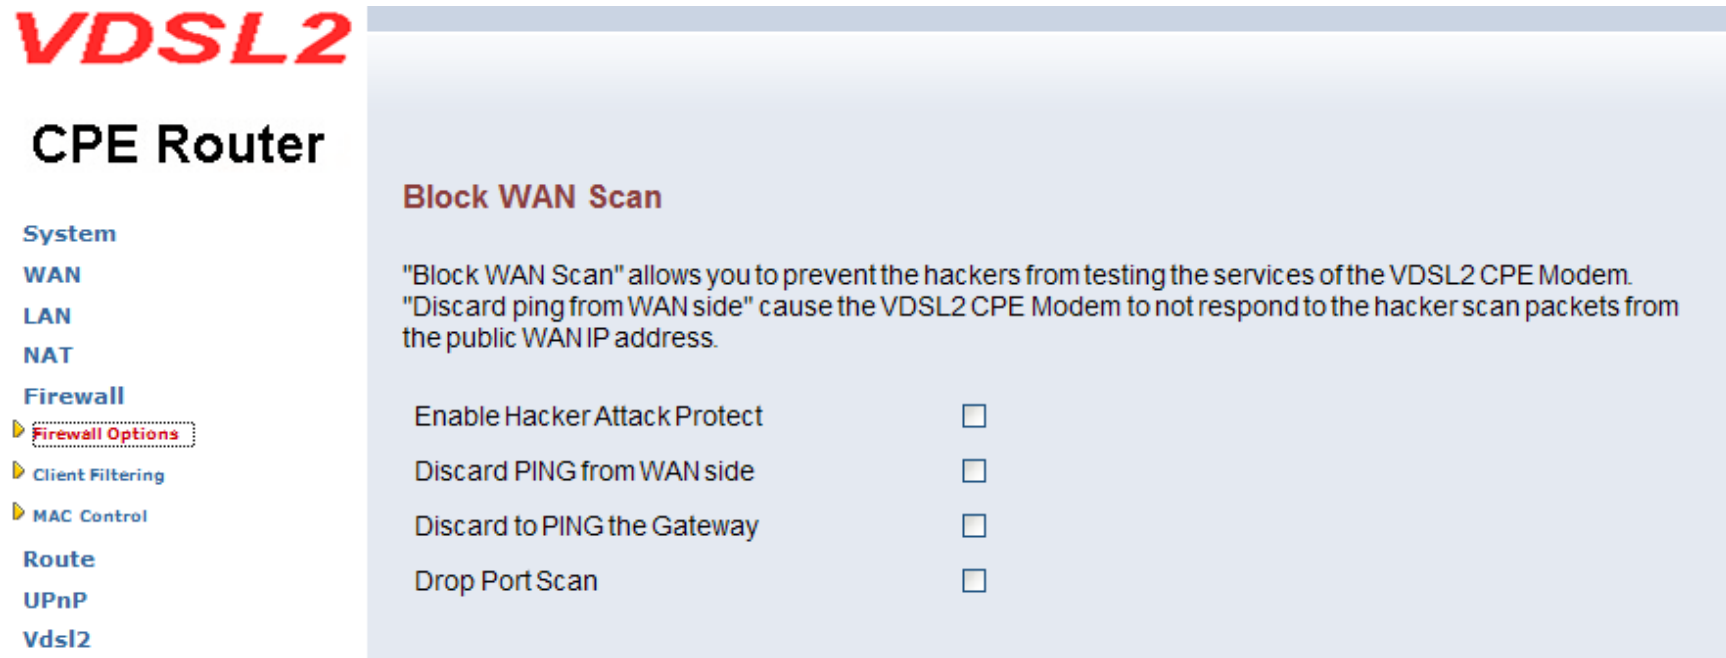 VDSL2
CPE Router
System
WAN
LAN
NAT
Firewall
Firewall Options
Client Filtering
MAC Control
Route
UPnP
Vdsl2
Block WAN Scan
"Block WAN Scan" allows you to prevent the hackers from testing the services of the VDSL2 CPE Modem.
"Discard ping from WAN side" cause the VDSL2 CPE Modem to not respond to the hacker scan packets from
the public WAN IP address.
Enable Hacker Attack Protect
Discard PING from WAN side
Discard to PING the Gateway
Drop Port Scan